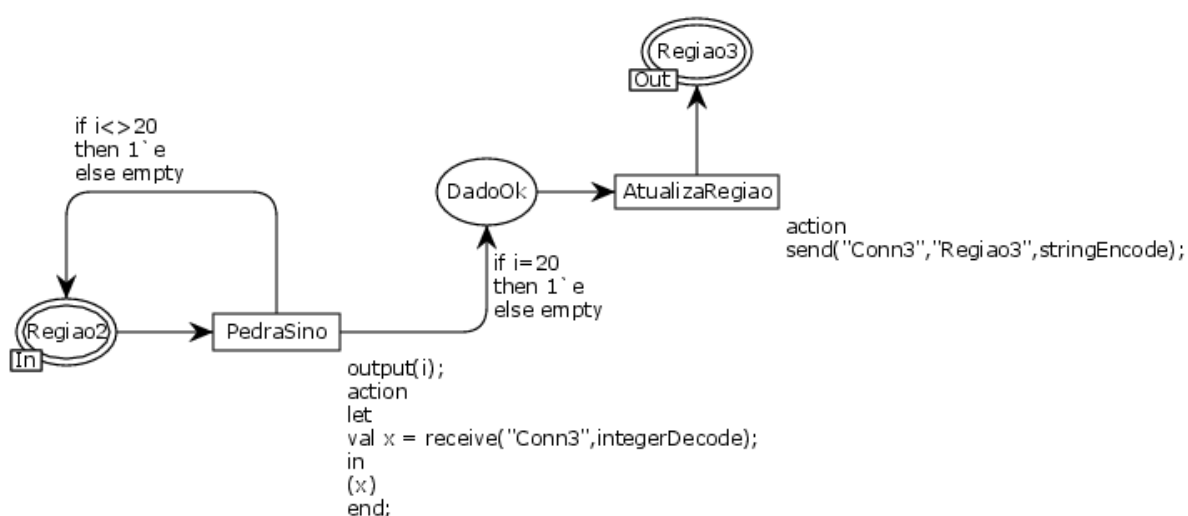 Regiao3
Out
if i<>20
then 1`e
else empty
DadoOk
AtualizaRegiao
action
send("Conn3","Regiao3",stringEncode);
if i=20
then 1`e
else empty
Regiao2
In
PedraSino
output(i);
action
let
val x = receive("Conn3",integerDecode);
in
(x)
end;